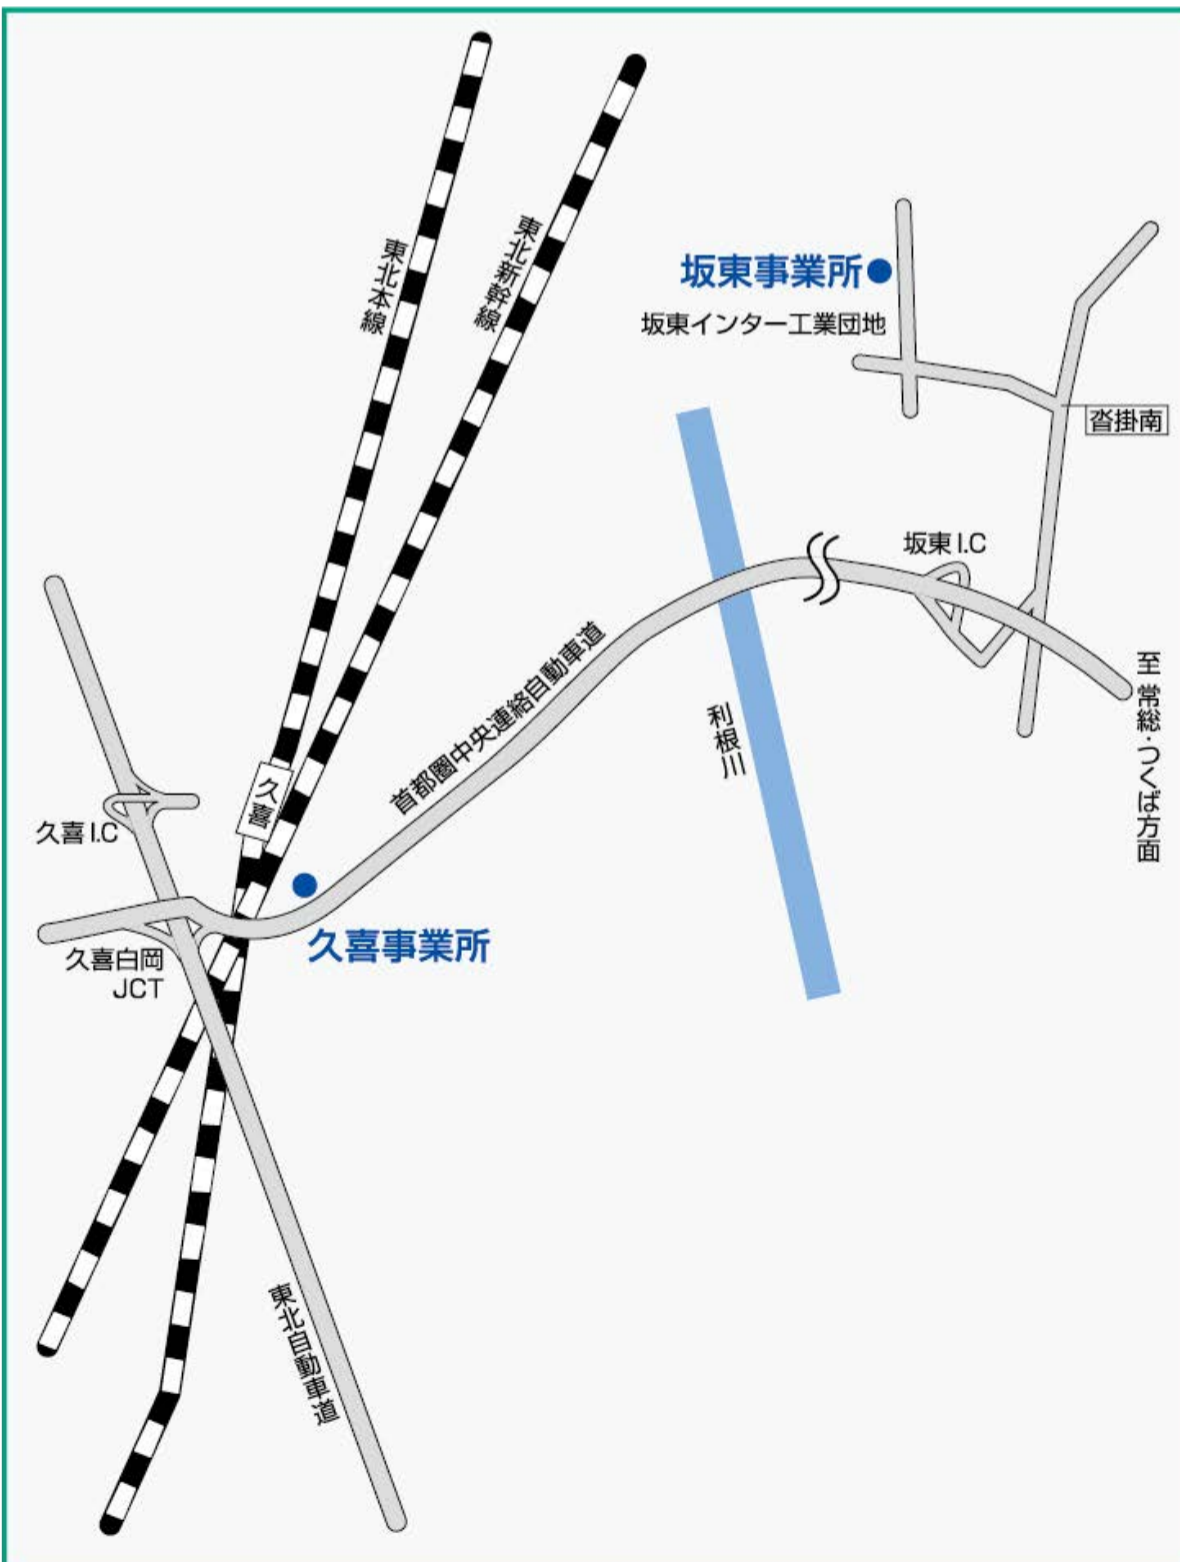 東北本線
東北新幹線
坂東事業所
坂東インター工業団地
沓掛南
坂東I.C
至 常総・つくば方面
首都圏中央連絡自動車道
利根川
久喜
久喜I.C
久喜事業所
久喜白岡
JCT
東北自動車道